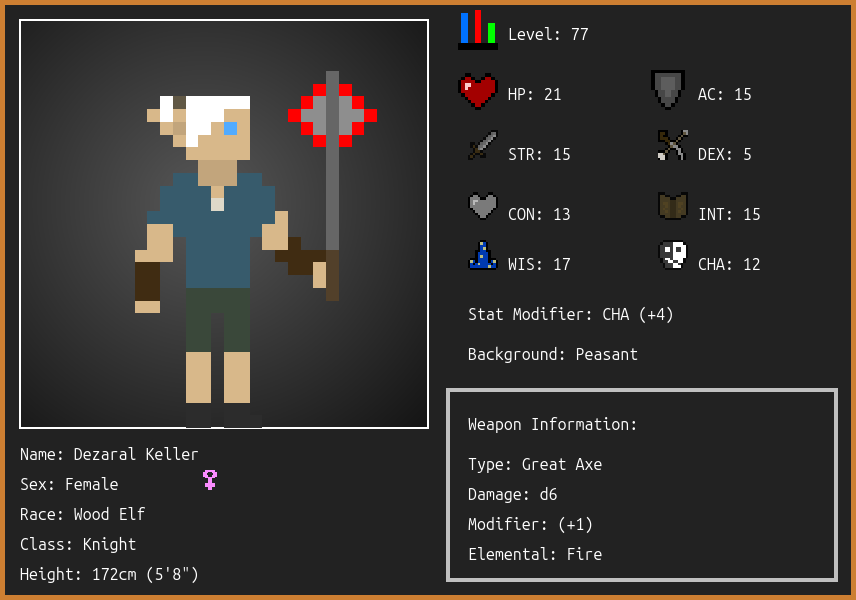 Level: 77
HP: 21
AC: 15
STR: 15
DEX: 5
CON: 13
INT: 15
WIS: 17
CHA: 12
Stat Modifier: CHA (+4)
Background: Peasant
Name: Dezaral Keller
Sex: Female
Race: Wood Elf
Class: Knight
Height: 172cm (5'8")
Weapon Information:
Type: Great Axe
Damage: d6
Modifier: (+1)
Elemental: Fire